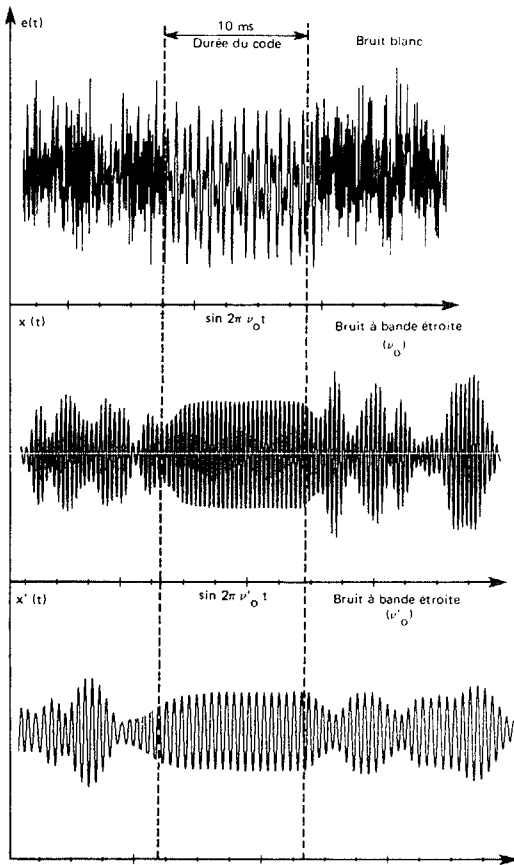 e(t)
10 ms
Durée du code
Bruit blanc
x (t)
sin 2π ν₀ t
Bruit à bande étroite
(ν₀)
x′ (t)
sin 2π ν′₀ t
Bruit à bande étroite
(ν′₀)